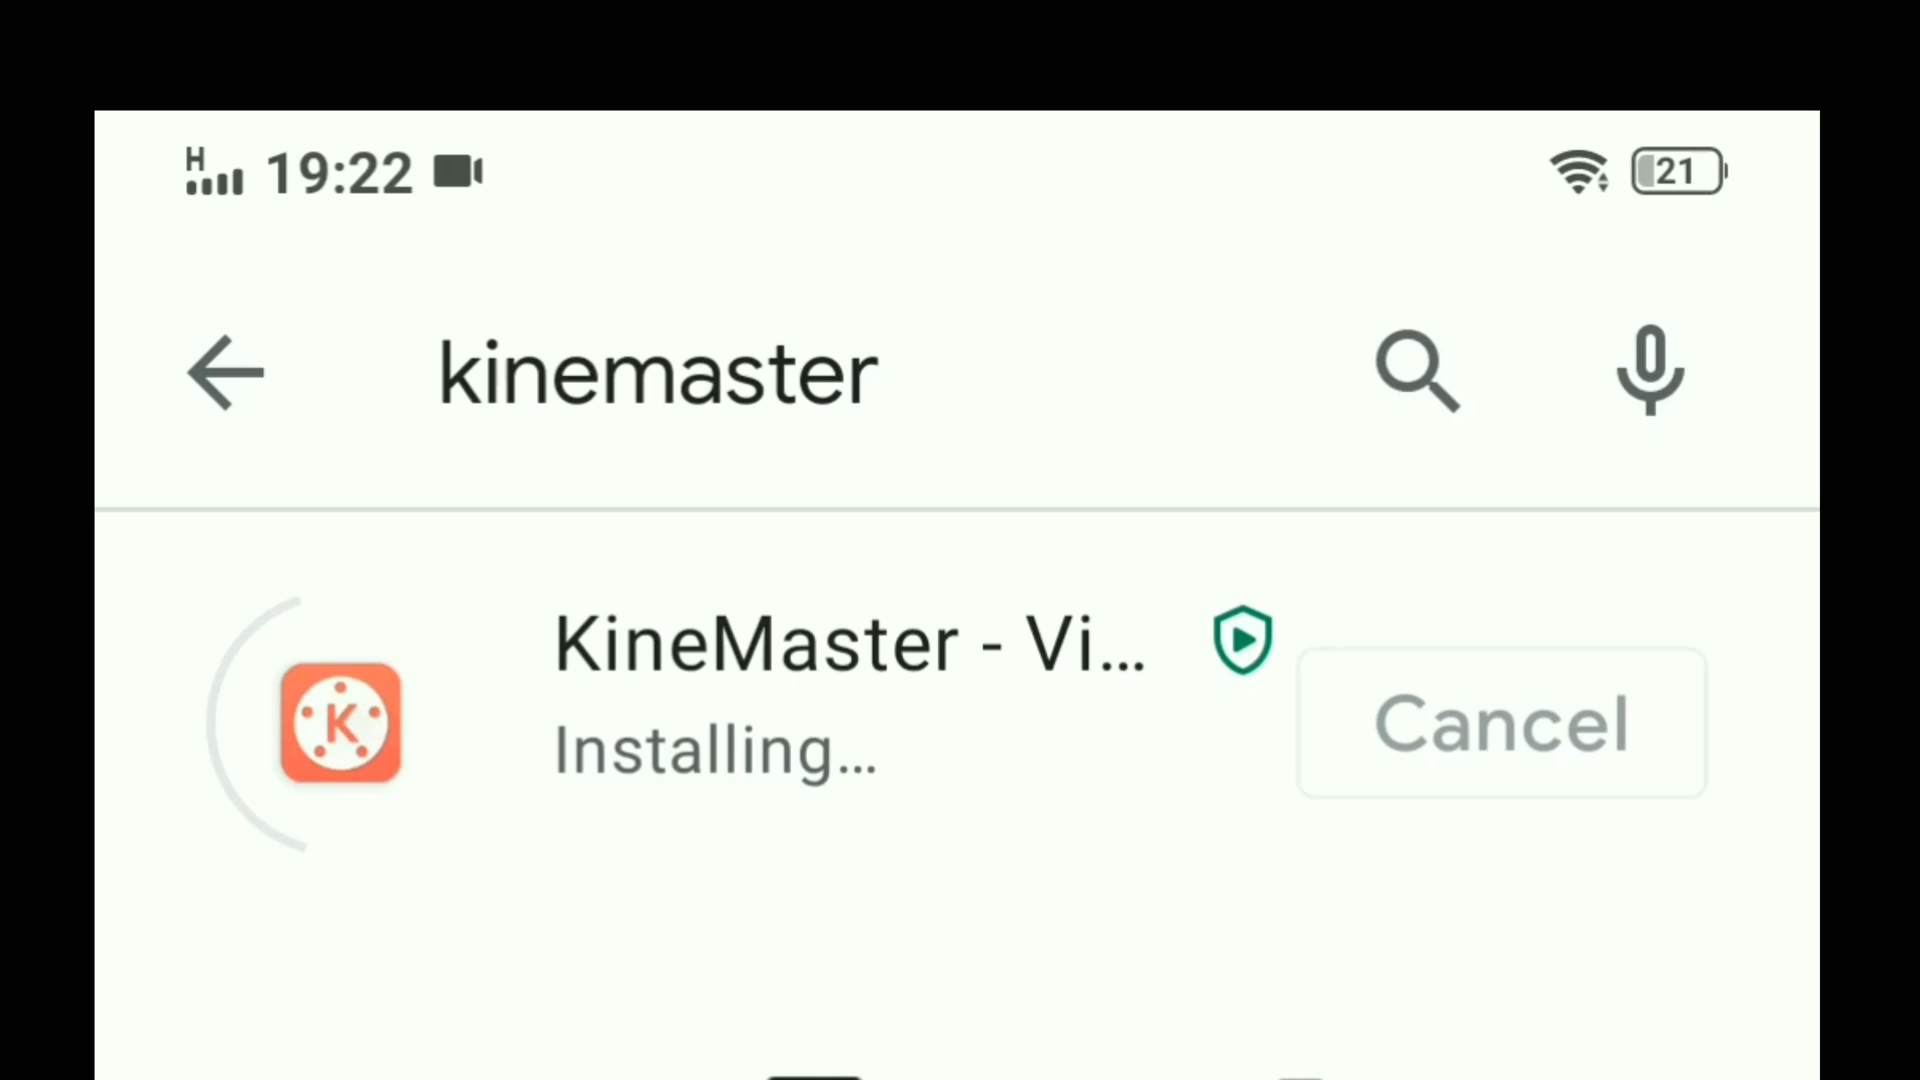 H 19:22 21
kinemaster
KineMaster - Vi...
K
Installing...
Cancel